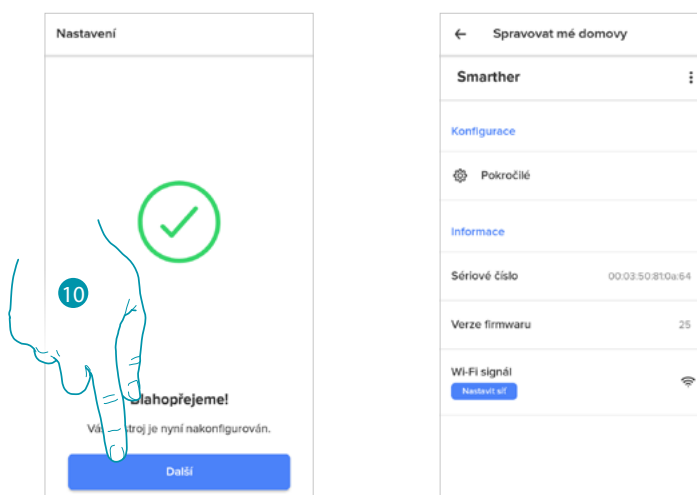 Nastavení
10
Blahopřejeme!
stroj je nyní nakonfigurován.
Další
Spravovat mé domovy
Smarther
Konfigurace
Pokročilé
Informace
Sériové číslo 00:03:50:81:0a:64
Verze firmwaru 25
Wi-Fi signál
Nastavit síť